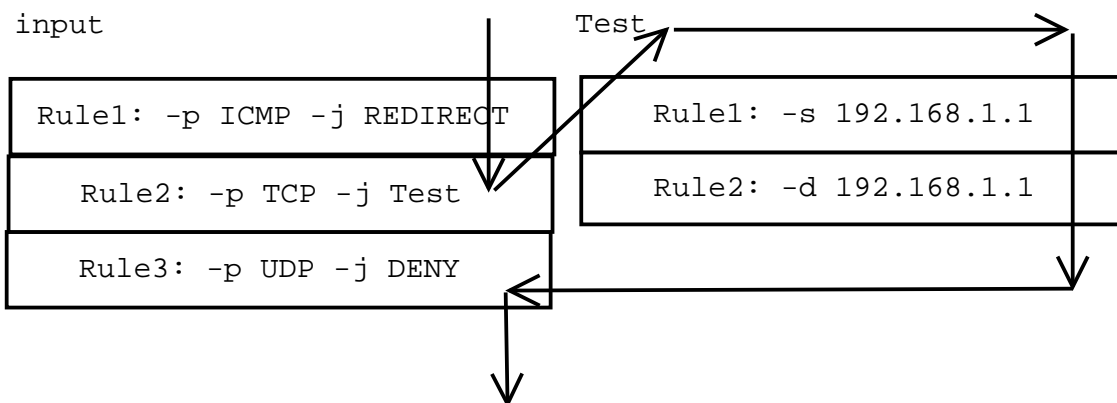 input
Rule1: -p ICMP -j REDIRECT
Rule2: -p TCP -j Test
Rule3: -p UDP -j DENY
Test
Rule1: -s 192.168.1.1
Rule2: -d 192.168.1.1